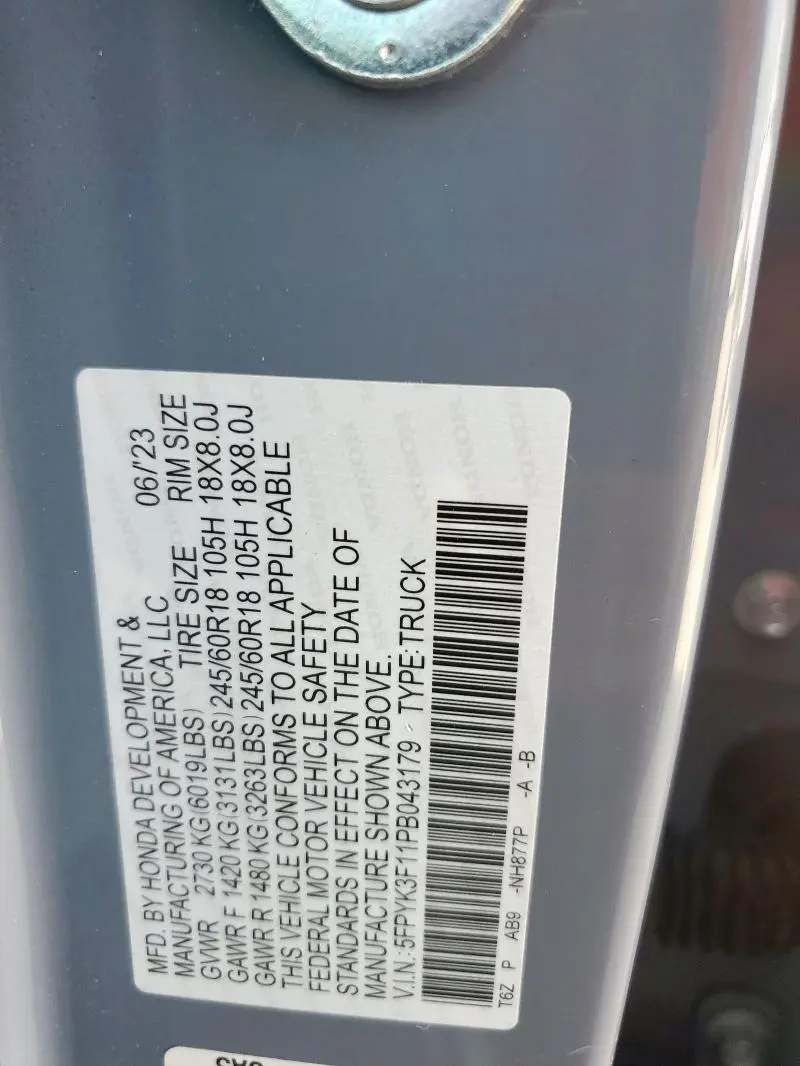 MFD. BY HONDA DEVELOPMENT &
MANUFACTURING OF AMERICA, LLC 06/'23
GVWR 2730 KG(6019LBS) TIRE SIZE RIM SIZE
GAWR F 1420 KG(3131LBS) 245/60R18 105H 18X8.0J
GAWR R 1480 KG(3263LBS) 245/60R18 105H 18X8.0J
THIS VEHICLE CONFORMS TO ALL APPLICABLE
FEDERAL MOTOR VEHICLE SAFETY
STANDARDS IN EFFECT ON THE DATE OF
MANUFACTURE SHOWN ABOVE.
V.I.N.:5FPYK3F11PB043179 - TYPE:TRUCK
T6Z P AB9 -NH877P -A -B